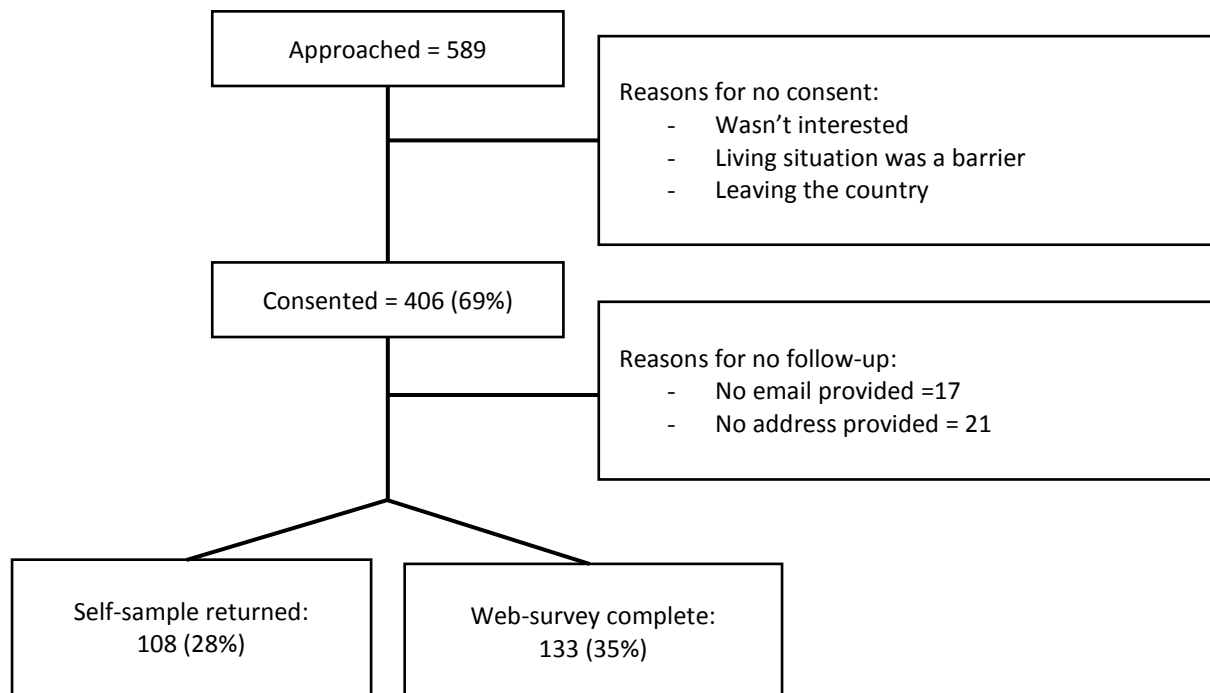 Approached = 589
Reasons for no consent:
- Wasn’t interested
- Living situation was a barrier
- Leaving the country
Consented = 406 (69%)
Reasons for no follow-up:
- No email provided =17
- No address provided = 21
Self-sample returned:
108 (28%)
Web-survey complete:
133 (35%)